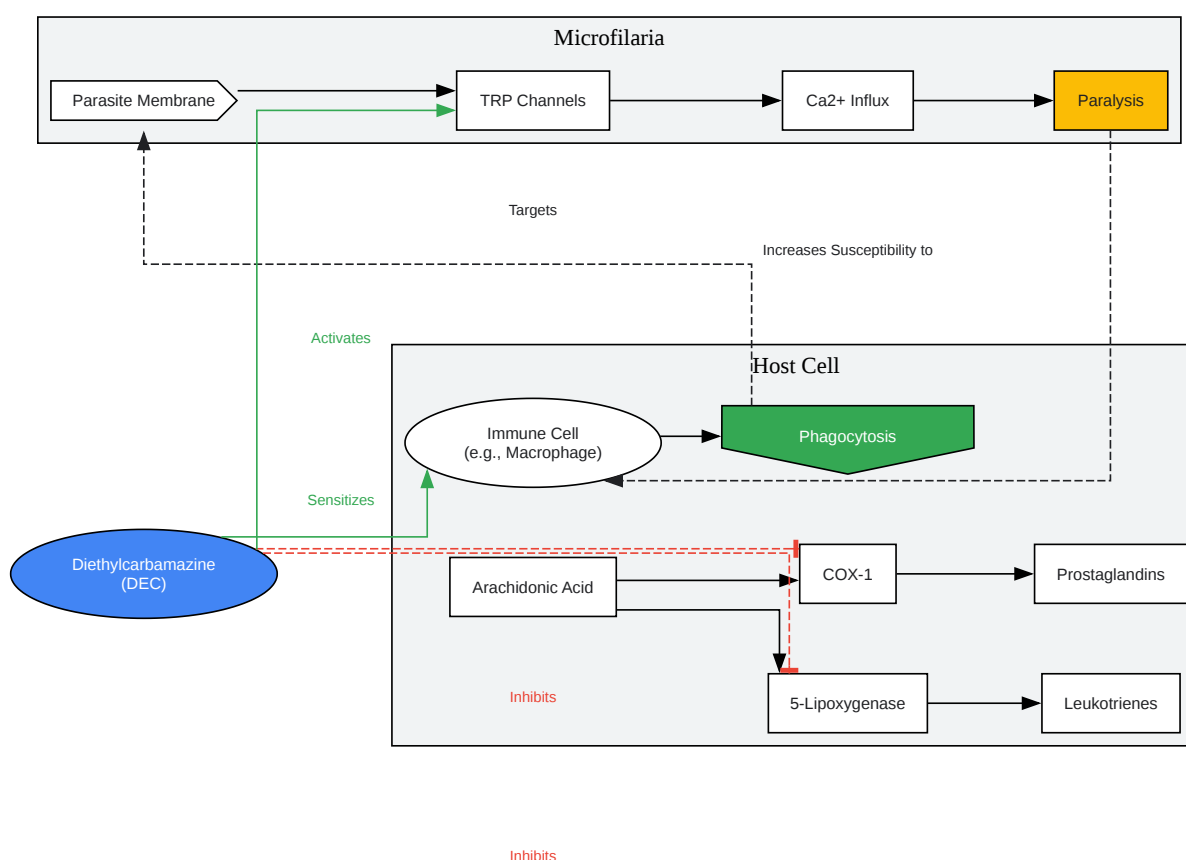 Microfilaria
Parasite Membrane
TRP Channels
Ca2+ Influx
Paralysis
Targets
Increases Susceptibility to
Activates
Host Cell
Immune Cell
(e.g., Macrophage)
Phagocytosis
Sensitizes
Diethylcarbamazine
(DEC)
Arachidonic Acid
COX-1
Prostaglandins
Inhibits
5-Lipoxygenase
Leukotrienes
Inhibits